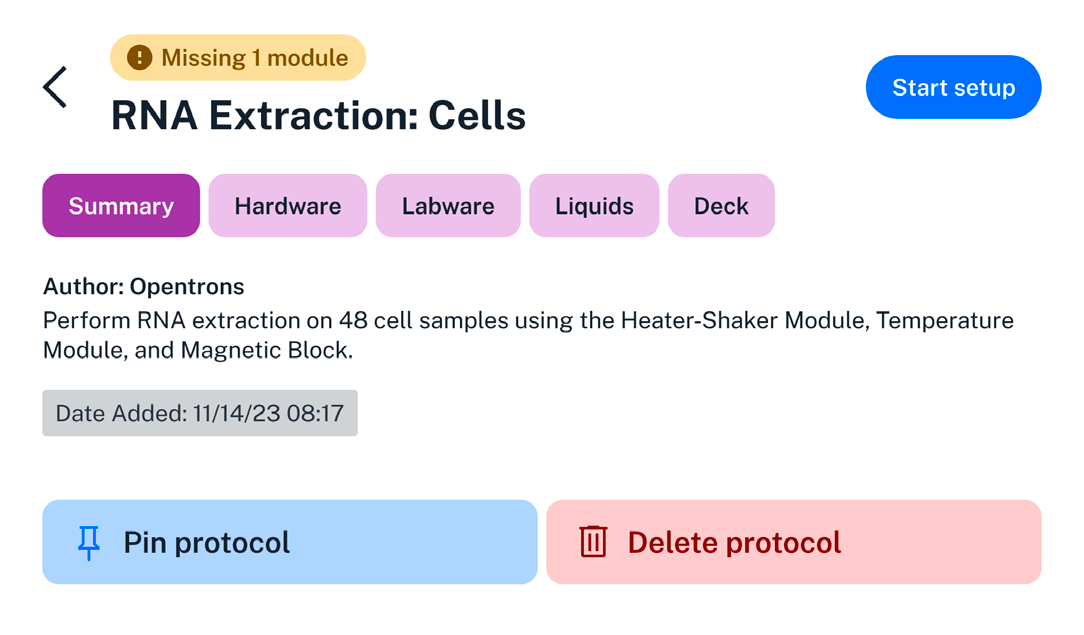 Missing 1 module
RNA Extraction: Cells
Start setup
Summary
Hardware
Labware
Liquids
Deck
Author: Opentrons
Perform RNA extraction on 48 cell samples using the Heater-Shaker Module, Temperature
Module, and Magnetic Block.
Date Added: 11/14/23 08:17
Pin protocol
Delete protocol